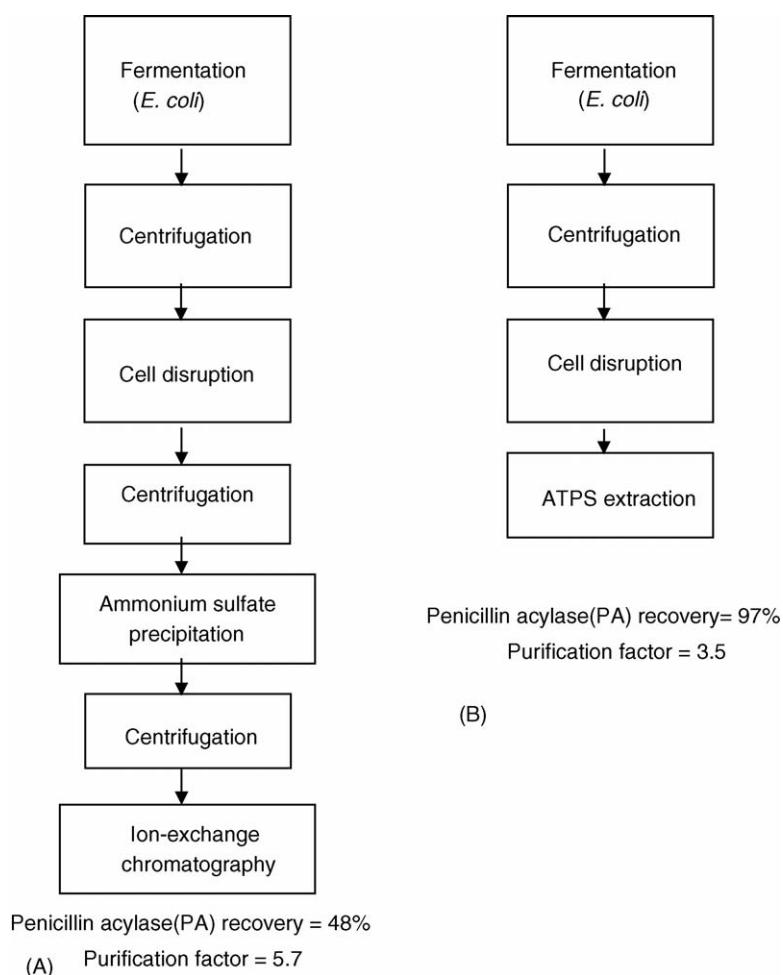 Fermentation
(E. coli)
Centrifugation
Cell disruption
Centrifugation
Ammonium sulfate
precipitation
Centrifugation
Ion-exchange
chromatography
Penicillin acylase(PA) recovery = 48%
(A) Purification factor = 5.7
Fermentation
(E. coli)
Centrifugation
Cell disruption
ATPS extraction
Penicillin acylase(PA) recovery= 97%
Purification factor = 3.5
(B)